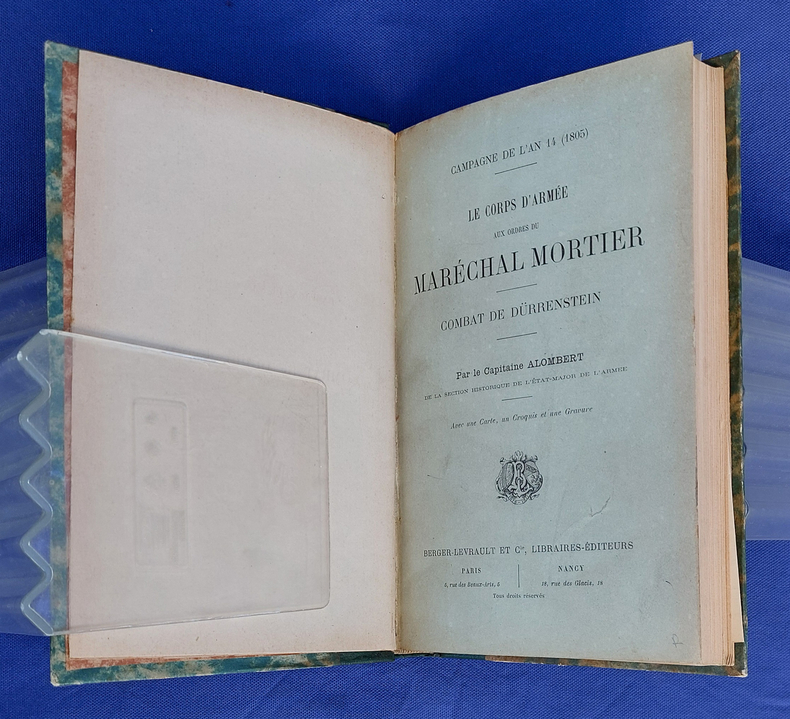 CAMPAGNE DE L'AN 14 (1805)
LE CORPS D'ARMÉE
AUX ORDRES DU
MARÉCHAL MORTIER
COMBAT DE DÜRRENSTEIN
Par le Capitaine ALOMBERT
DE LA SECTION HISTORIQUE DE L'ÉTAT-MAJOR DE L'ARMÉE
Avec une Carte, un Croquis et une Gravure
BERGER-LEVRAULT ET Cie, LIBRAIRES-ÉDITEURS
PARIS
5, rue des Beaux-Arts, 5
NANCY
18, rue des Glacis, 18
Tous droits réservés